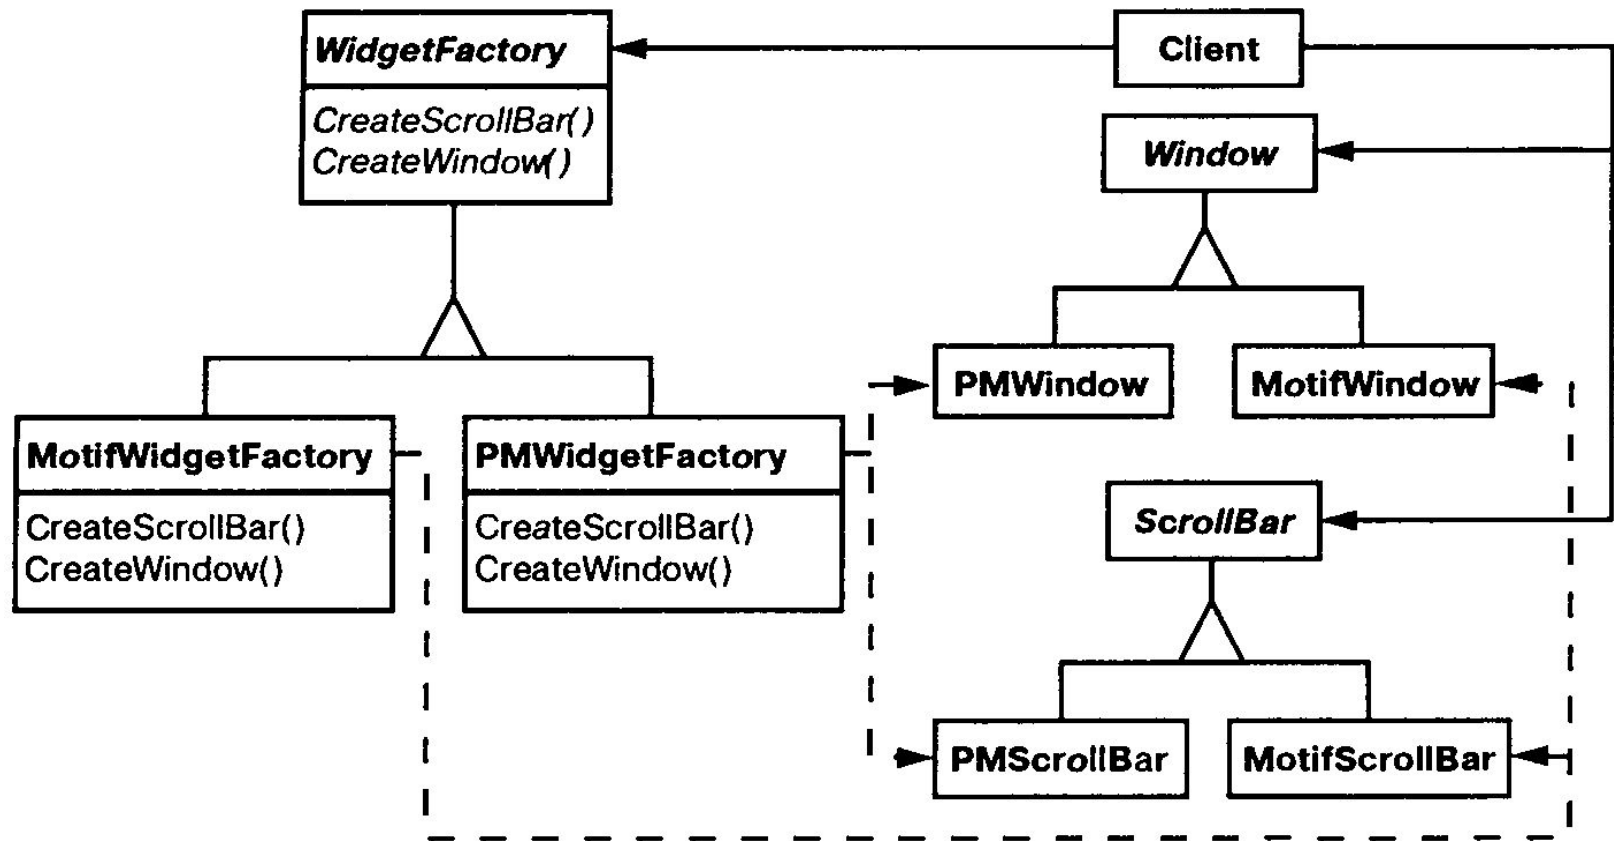 WidgetFactory
CreateScrollBar()
CreateWindow()
Client
Window
PMWindow
MotifWindow
MotifWidgetFactory
CreateScrollBar()
CreateWindow()
PMWidgetFactory
CreateScrollBar()
CreateWindow()
ScrollBar
PMScrollBar
MotifScrollBar